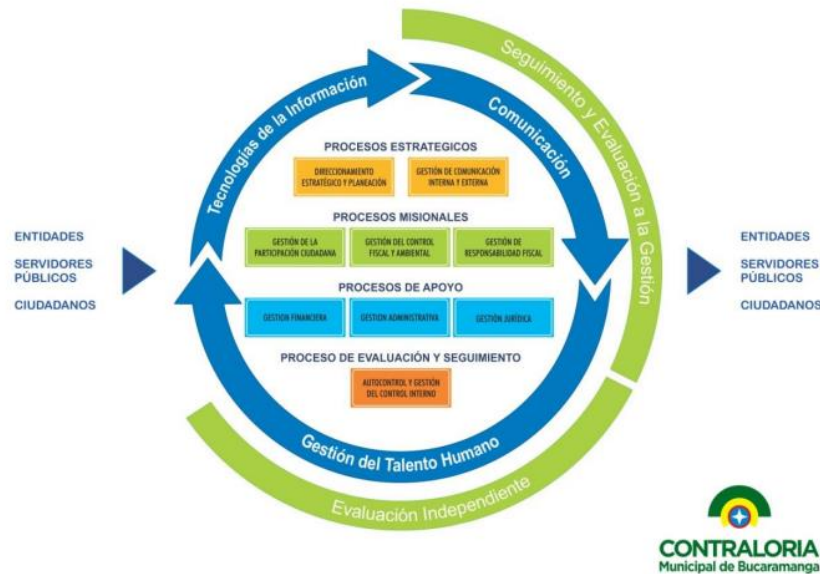 Seguimiento y Evaluación a la Gestión
Tecnologías de la Información
Comunicación
PROCESOS ESTRATEGICOS
DIRECCIONAMIENTO
ESTRATÉGICO Y PLANEACIÓN
GESTIÓN DE COMUNICACIÓN
INTERNA Y EXTERNA
PROCESOS MISIONALES
GESTIÓN DE LA
PARTICIPACIÓN CIUDADANA
GESTIÓN DEL CONTROL
FISCAL Y AMBIENTAL
GESTIÓN DE
RESPONSABILIDAD FISCAL
ENTIDADES
SERVIDORES
PÚBLICOS
CIUDADANOS
PROCESOS DE APOYO
GESTION FINANCIERA
GESTION ADMINISTRATIVA
GESTIÓN JURÍDICA
PROCESO DE EVALUACIÓN Y SEGUIMIENTO
AUTOCONTROL Y GESTIÓN
DEL CONTROL INTERNO
ENTIDADES
SERVIDORES
PÚBLICOS
CIUDADANOS
Gestión del Talento Humano
Evaluación Independiente
CONTRALORIA
Municipal de Bucaramanga